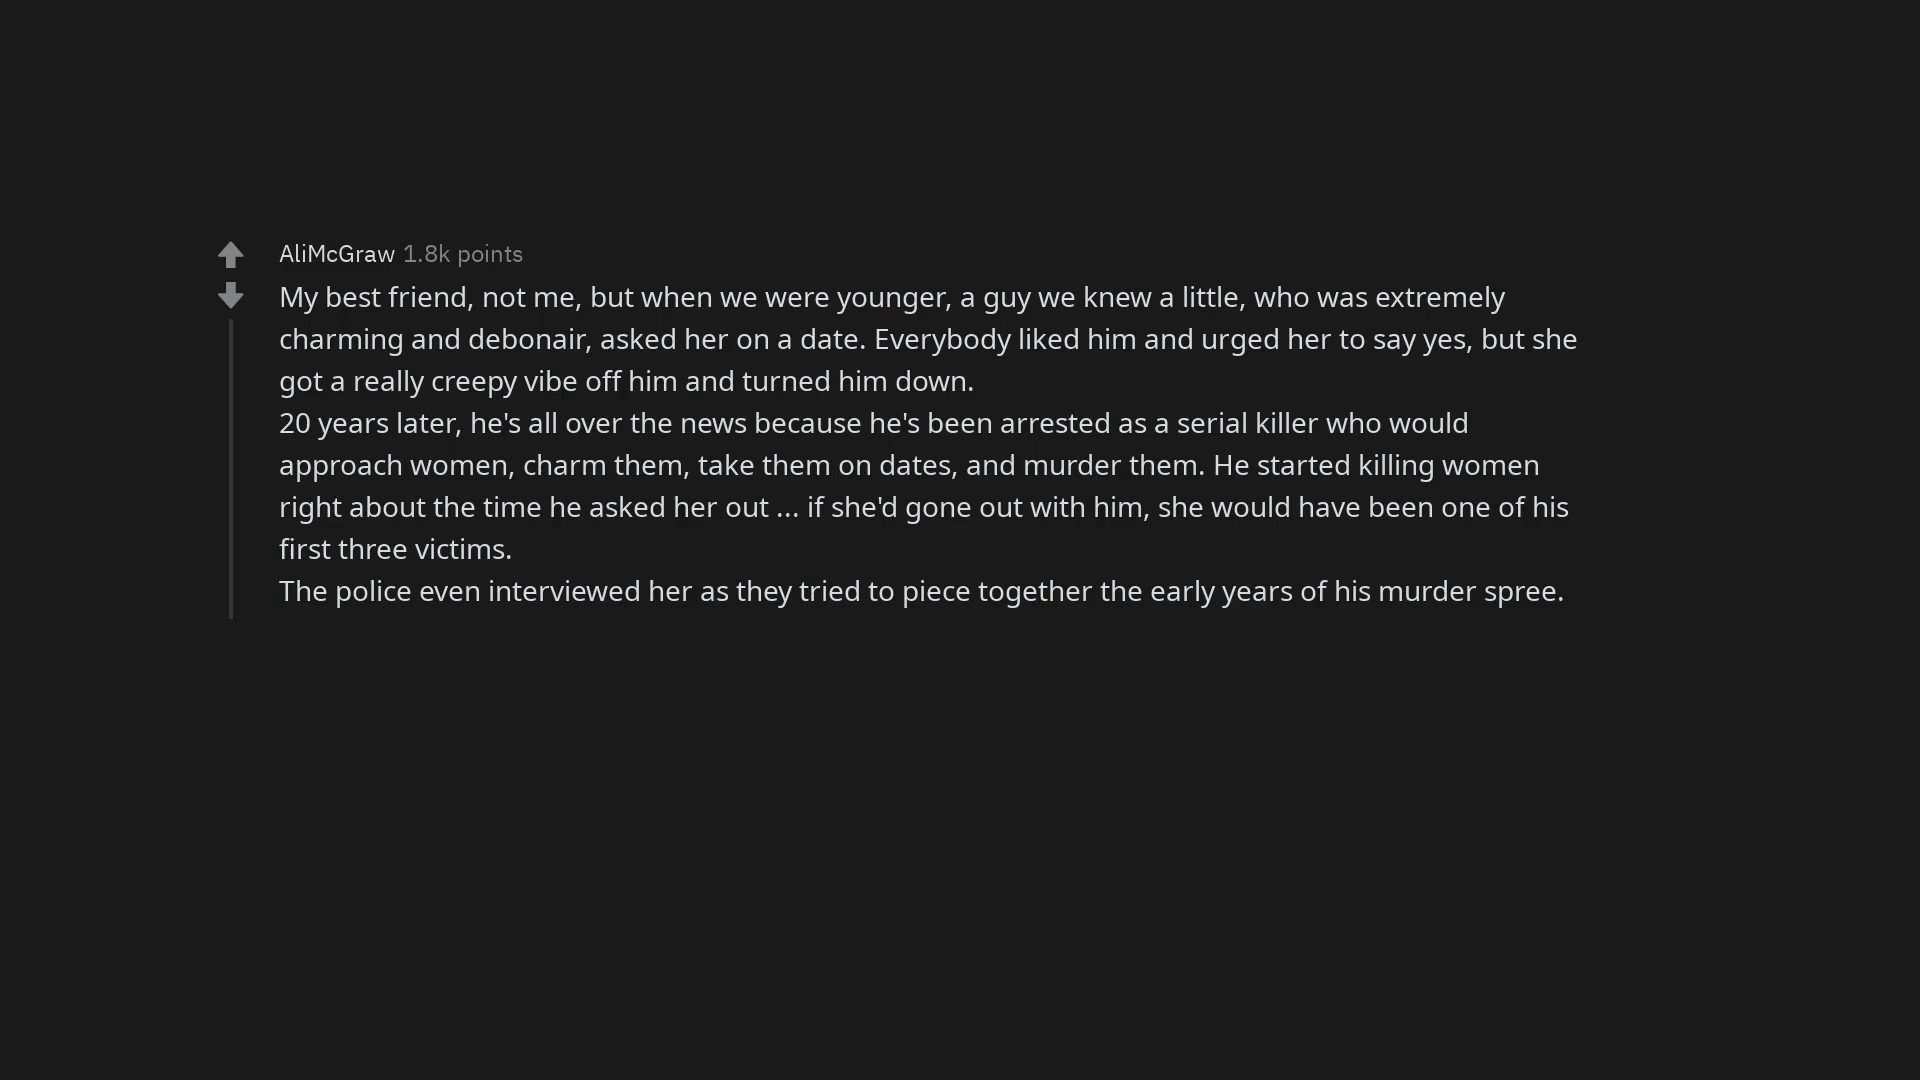 AliMcGraw 1.8k points
My best friend, not me, but when we were younger, a guy we knew a little, who was extremely
charming and debonair, asked her on a date. Everybody liked him and urged her to say yes, but she
got a really creepy vibe off him and turned him down.
20 years later, he's all over the news because he's been arrested as a serial killer who would
approach women, charm them, take them on dates, and murder them. He started killing women
right about the time he asked her out ... if she'd gone out with him, she would have been one of his
first three victims.
The police even interviewed her as they tried to piece together the early years of his murder spree.